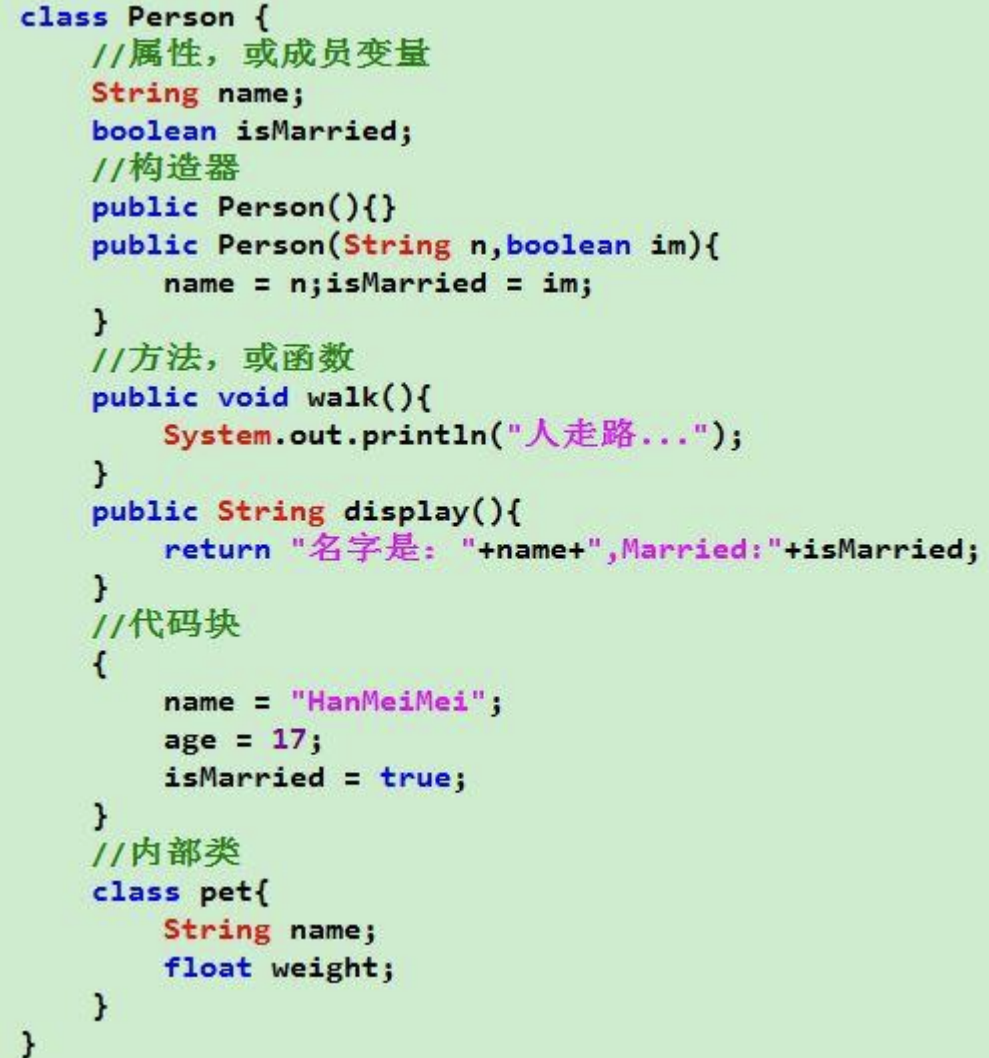 class Person {
//属性，或成员变量
String name;
boolean isMarried;
//构造器
public Person(){}
public Person(String n,boolean im){
name = n;isMarried = im;
}
//方法，或函数
public void walk(){
System.out.println("人走路...");
}
public String display(){
return "名字是："+name+",Married:"+isMarried;
}
//代码块
{
name = "HanMeiMei";
age = 17;
isMarried = true;
}
//内部类
class pet{
String name;
float weight;
}
}